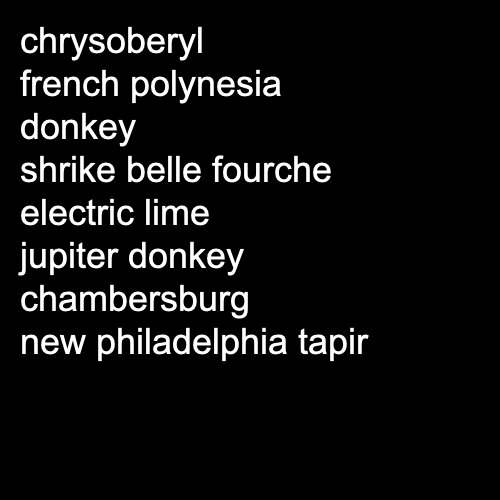 chrysoberyl
french polynesia
donkey
shrike belle fourche
electric lime
jupiter donkey
chambersburg
new philadelphia tapir